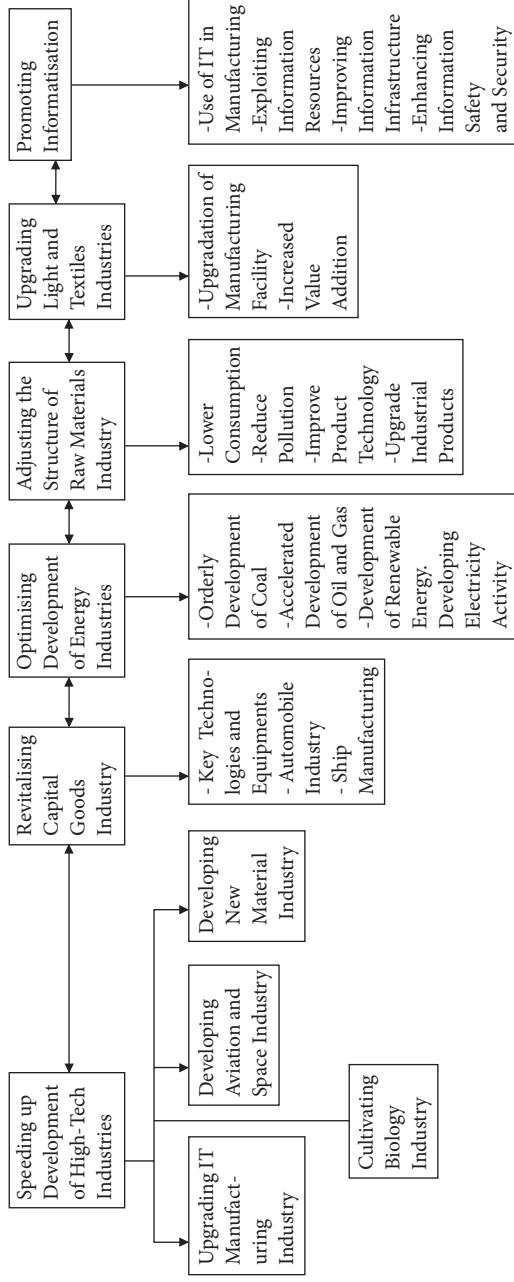 Speeding up
Development
of High-Tech
Industries
Revitalising
Capital
Goods
Industry
Optimising
Development
of Energy
Industries
Adjusting the
Structure of
Raw Materials
Industry
Upgrading
Light and
Textiles
Industries
Promoting
Informatisation
Upgrading IT
Manufact-
uring
Industry
Developing
Aviation and
Space Industry
Developing
New
Material
Industry
Cultivating
Biology
Industry
- Key Techno-
logies and
Equipments
- Automobile
Industry
- Ship
Manufacturing
-Orderly
Development
of Coal
-Accelerated
Development
of Oil and Gas
-Development
of Renewable
Energy.
Developing
Electricity
Activity
-Lower
Consumption
-Reduce
Pollution
-Improve
Product
Technology
-Upgrade
Industrial
Products
-Upgradation of
Manufacturing
Facility
-Increased
Value
Addition
-Use of IT in
Manufacturing
-Exploiting
Information
Resources
-Improving
Information
Infrastructure
-Enhancing
Information
Safety
and Security